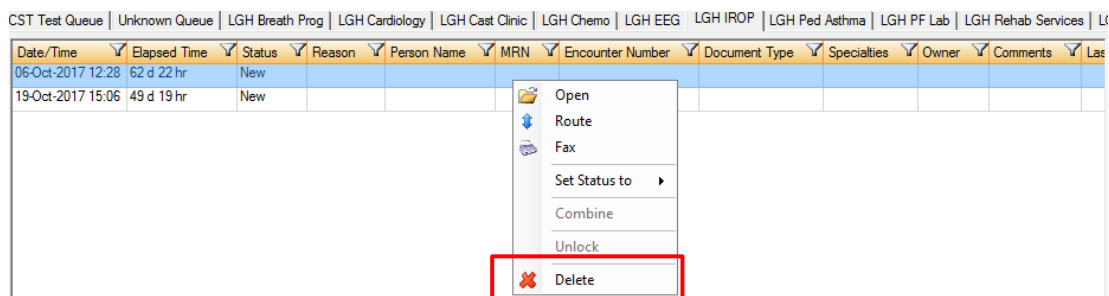 CST Test Queue Unknown Queue LGH Breath Prog LGH Cardiology LGH Cast Clinic LGH Chemo LGH EEG LGH IROP LGH Ped Asthma LGH PF Lab LGH Rehab Services
Date/Time Elapsed Time Status Reason Person Name MRN Encounter Number Document Type Specialties Owner Comments
06-Oct-2017 12:28 62 d 22 hr New
19-Oct-2017 15:06 49 d 19 hr New
Open
Route
Fax
Set Status to
Combine
Unlock
Delete